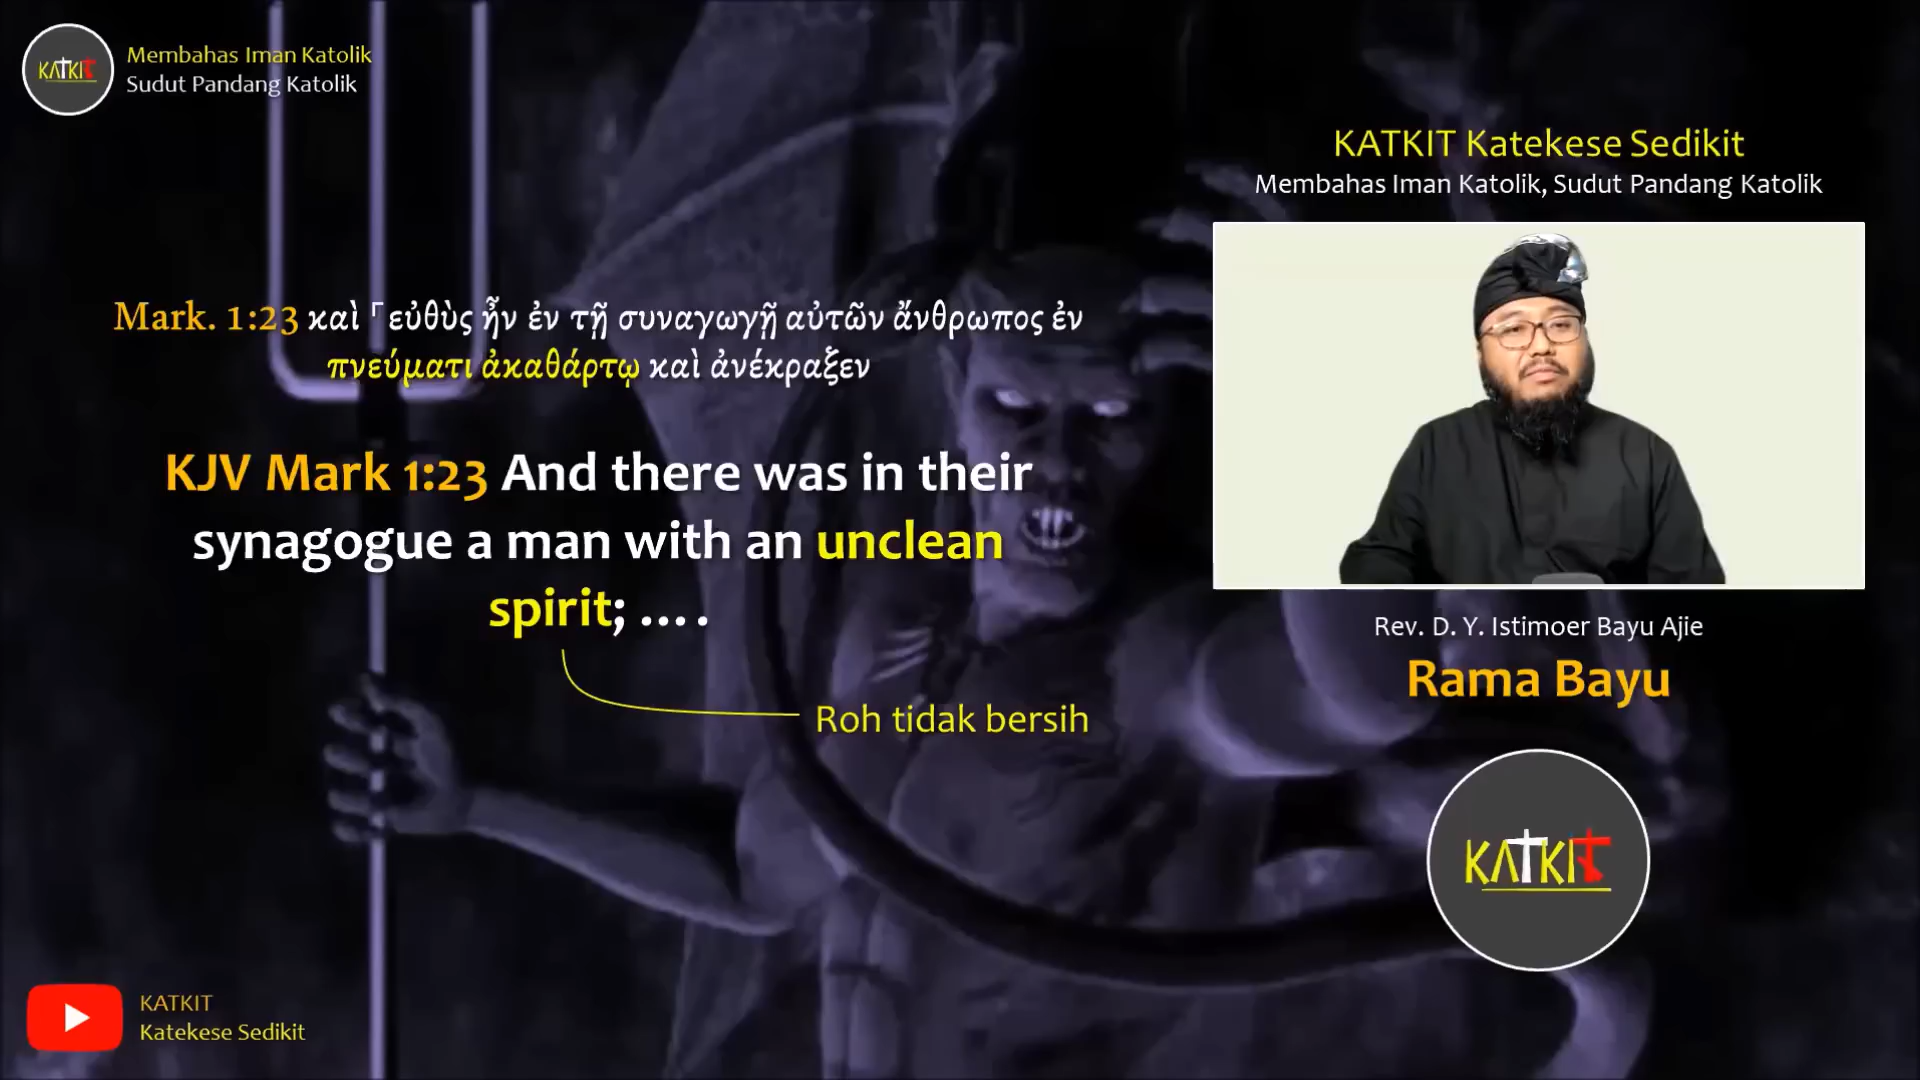 KATKIT
Membahas Iman Katolik
Sudut Pandang Katolik
Mark. 1:23 καὶ ⸀εὐθὺς ἦν ἐν τῇ συναγωγῇ αὐτῶν ἄνθρωπος ἐν
πνεύματι ἀκαθάρτῳ καὶ ἀνέκραξεν
KJV Mark 1:23 And there was in their
synagogue a man with an unclean
spirit; ….
Roh tidak bersih
KATKIT Katekese Sedikit
Membahas Iman Katolik, Sudut Pandang Katolik
Rev. D. Y. Istimoer Bayu Ajie
Rama Bayu
KATKIT
KATKIT
Katekese Sedikit